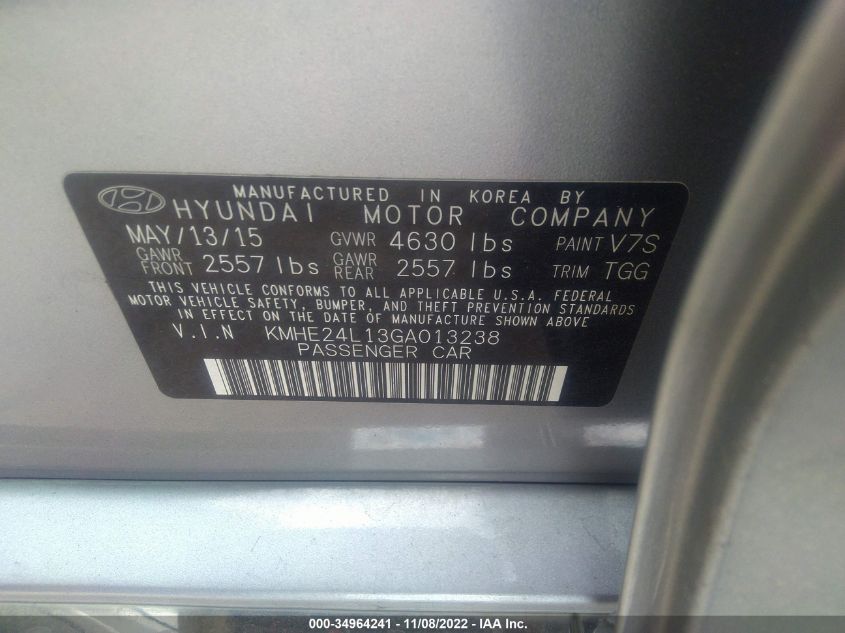 MANUFACTURED IN KOREA BY
HYUNDAI MOTOR COMPANY
MAY/13/15 GVWR 4630 lbs PAINT V7S
GAWR FRONT 2557 lbs GAWR REAR 2557 lbs TRIM TGG
THIS VEHICLE CONFORMS TO ALL APPLICABLE U.S.A. FEDERAL
MOTOR VEHICLE SAFETY, BUMPER, AND THEFT PREVENTION STANDARDS
IN EFFECT ON THE DATE OF MANUFACTURE SHOWN ABOVE
V.I.N KMHE24L13GA013238
PASSENGER CAR
000-34964241 - 11/08/2022 - IAA Inc.